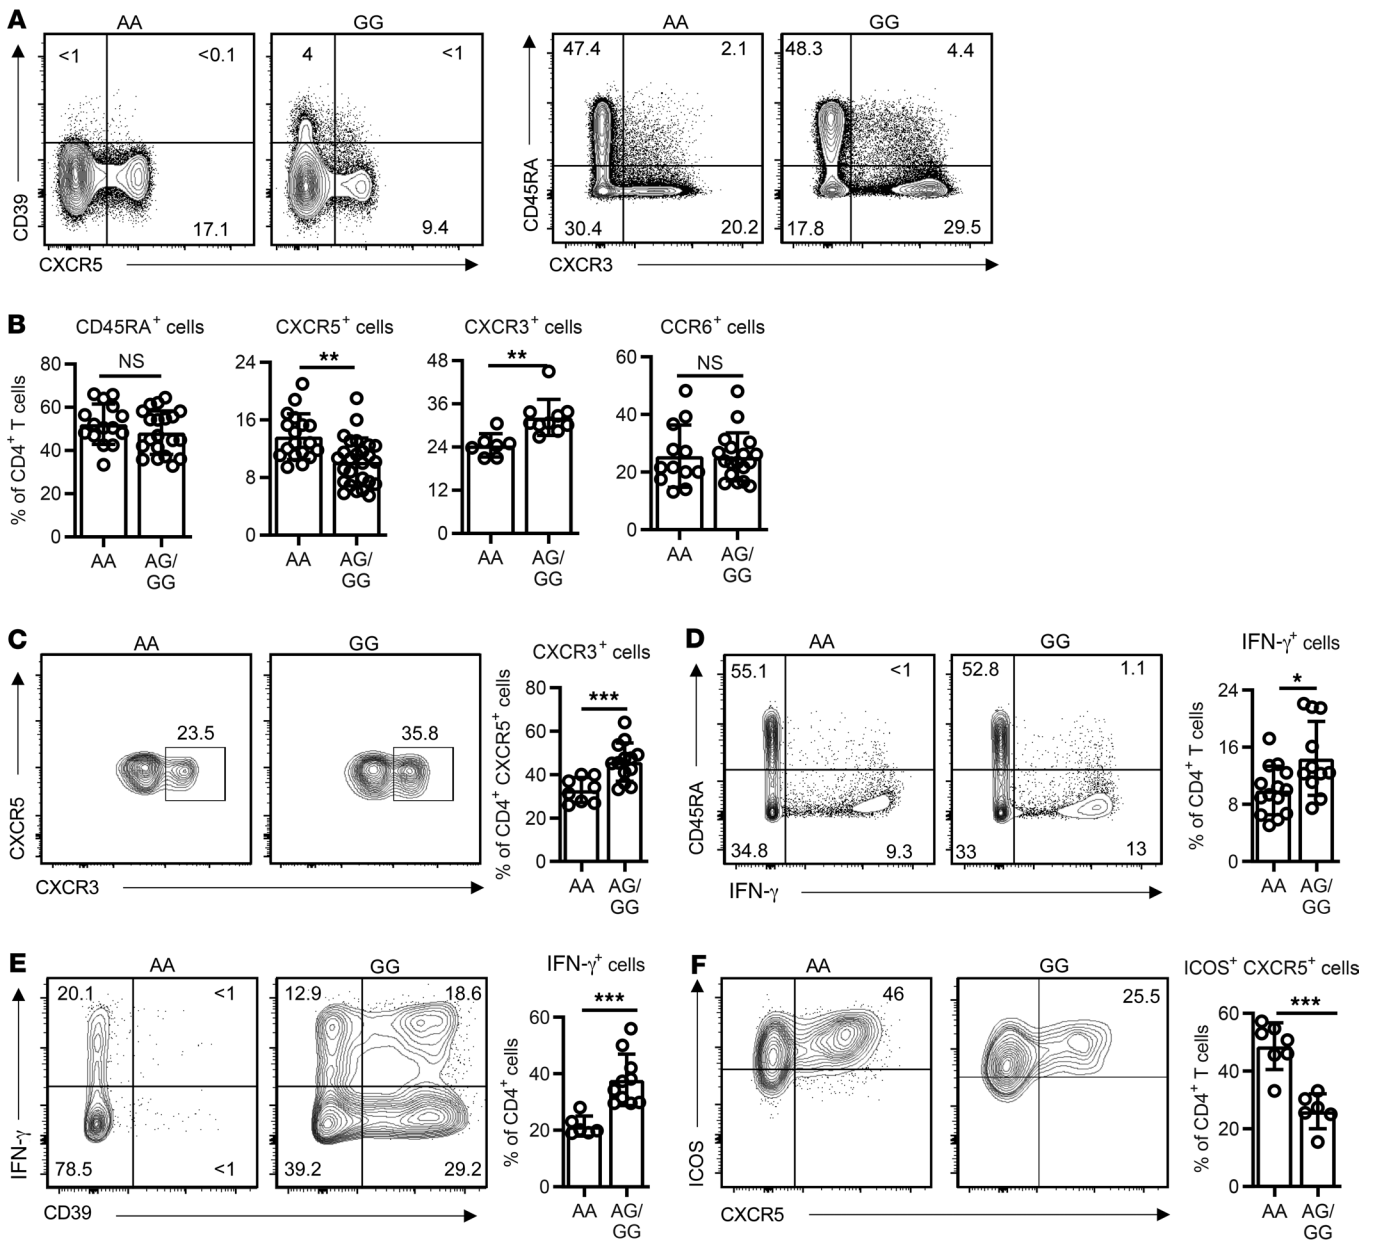 A
AA
GG
<1
<0.1
17.1
4
<1
9.4
CD39
CXCR5
AA
GG
47.4
2.1
30.4
20.2
48.3
4.4
17.8
29.5
CD45RA
CXCR3
B
CD45RA+ cells
% of CD4+ T cells
80
60
40
20
0
NS
AA
AG/
GG
CXCR5+ cells
24
16
8
0
**
AA
AG/
GG
CXCR3+ cells
48
36
24
12
0
**
AA
AG/
GG
CCR6+ cells
60
40
20
0
NS
AA
AG/
GG
C
AA
GG
23.5
35.8
CXCR5
CXCR3
CXCR3+ cells
% of CD4+ CXCR5+ cells
80
60
40
20
0
***
AA
AG/
GG
D
AA
GG
55.1
<1
34.8
9.3
52.8
1.1
33
13
CD45RA
IFN-γ
IFN-γ+ cells
% of CD4+ T cells
24
16
8
0
*
AA
AG/
GG
E
AA
GG
20.1
<1
78.5
<1
12.9
18.6
39.2
29.2
IFN-γ
CD39
IFN-γ+ cells
% of CD4+ cells
60
40
20
0
***
AA
AG/
GG
F
AA
GG
46
25.5
ICOS
CXCR5
ICOS+ CXCR5+ cells
% of CD4+ T cells
60
40
20
0
***
AA
AG/
GG